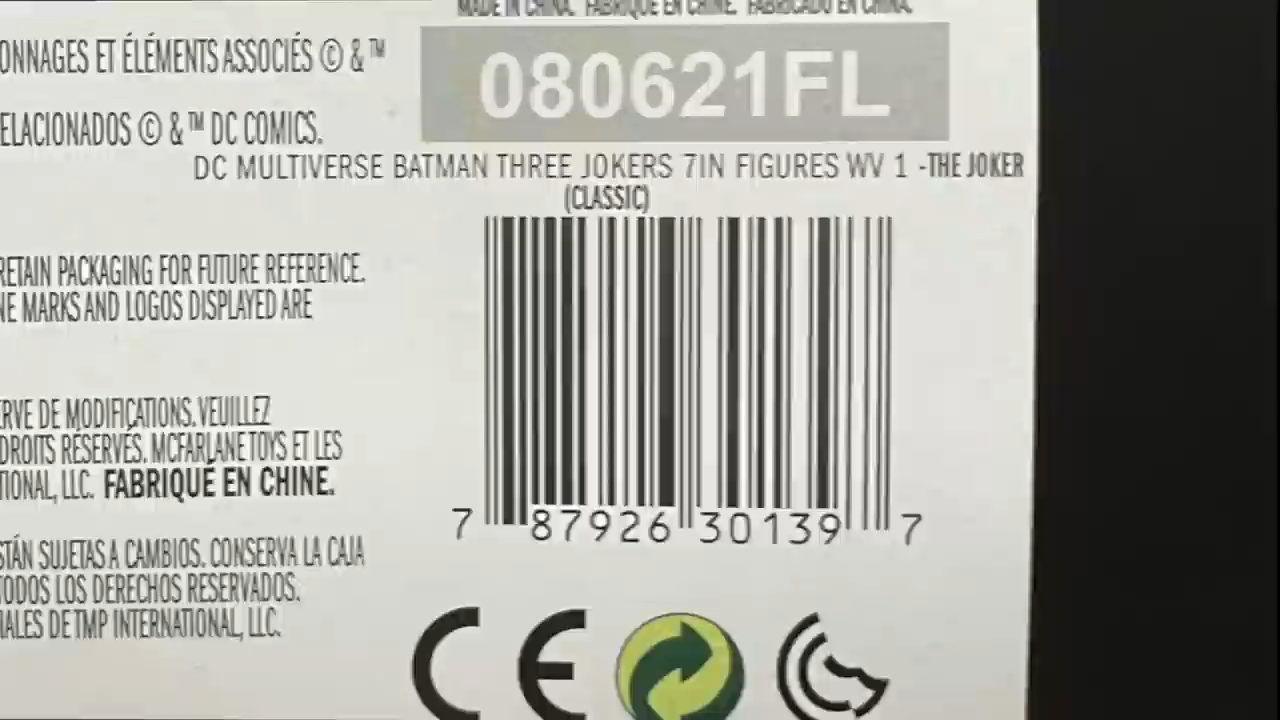 MADE IN CHINA. FABRIQUÉ EN CHINE. FABRICADO EN CHINA.
ONNAGES ET ÉLÉMENTS ASSOCIÉS © & ™
080621FL
ELACIONADOS © & ™ DC COMICS.
DC MULTIVERSE BATMAN THREE JOKERS 7IN FIGURES WV 1 -THE JOKER
(CLASSIC)
RETAIN PACKAGING FOR FUTURE REFERENCE.
NE MARKS AND LOGOS DISPLAYED ARE
ERVE DE MODIFICATIONS. VEUILLEZ
DROITS RÉSERVÉS. MCFARLANE TOYS ET LES
TIONAL, LLC. FABRIQUÉ EN CHINE.
7 87926 30139 7
STÁN SUJETAS A CAMBIOS. CONSERVA LA CAJA
TODOS LOS DERECHOS RESERVADOS.
IALES DE TMP INTERNATIONAL, LLC.
CE